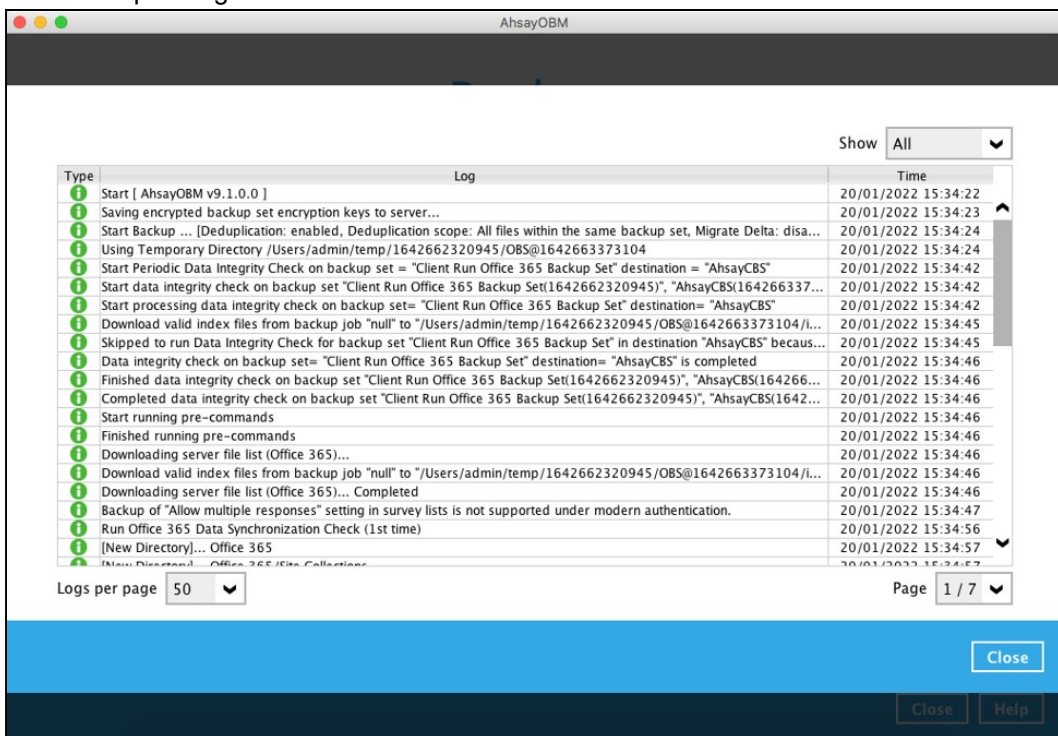 AhsayOBM
Show All
Type Log Time
Start [ AhsayOBM v9.1.0.0 ] 20/01/2022 15:34:22
Saving encrypted backup set encryption keys to server... 20/01/2022 15:34:23
Start Backup ... [Deduplication: enabled, Deduplication scope: All files within the same backup set, Migrate Delta: disa... 20/01/2022 15:34:24
Using Temporary Directory /Users/admin/temp/1642662320945/OBS@1642663373104 20/01/2022 15:34:24
Start Periodic Data Integrity Check on backup set = "Client Run Office 365 Backup Set" destination = "AhsayCBS" 20/01/2022 15:34:42
Start data integrity check on backup set "Client Run Office 365 Backup Set(1642662320945)", "AhsayCBS(164266337... 20/01/2022 15:34:42
Start processing data integrity check on backup set= "Client Run Office 365 Backup Set" destination= "AhsayCBS" 20/01/2022 15:34:42
Download valid index files from backup job "null" to "/Users/admin/temp/1642662320945/OBS@1642663373104/i... 20/01/2022 15:34:45
Skipped to run Data Integrity Check for backup set "Client Run Office 365 Backup Set" in destination "AhsayCBS" becaus... 20/01/2022 15:34:45
Data integrity check on backup set= "Client Run Office 365 Backup Set" destination= "AhsayCBS" is completed 20/01/2022 15:34:46
Finished data integrity check on backup set "Client Run Office 365 Backup Set(1642662320945)", "AhsayCBS(164266... 20/01/2022 15:34:46
Completed data integrity check on backup set "Client Run Office 365 Backup Set(1642662320945)", "AhsayCBS(1642... 20/01/2022 15:34:46
Start running pre-commands 20/01/2022 15:34:46
Finished running pre-commands 20/01/2022 15:34:46
Downloading server file list (Office 365)... 20/01/2022 15:34:46
Download valid index files from backup job "null" to "/Users/admin/temp/1642662320945/OBS@1642663373104/i... 20/01/2022 15:34:46
Downloading server file list (Office 365)... Completed 20/01/2022 15:34:46
Backup of "Allow multiple responses" setting in survey lists is not supported under modern authentication. 20/01/2022 15:34:47
Run Office 365 Data Synchronization Check (1st time) 20/01/2022 15:34:56
[New Directory]... Office 365 20/01/2022 15:34:57
[New Directory]... Office 365/Site Collections 20/01/2022 15:34:57
Logs per page 50 Page 1 / 7
Close
Close Help